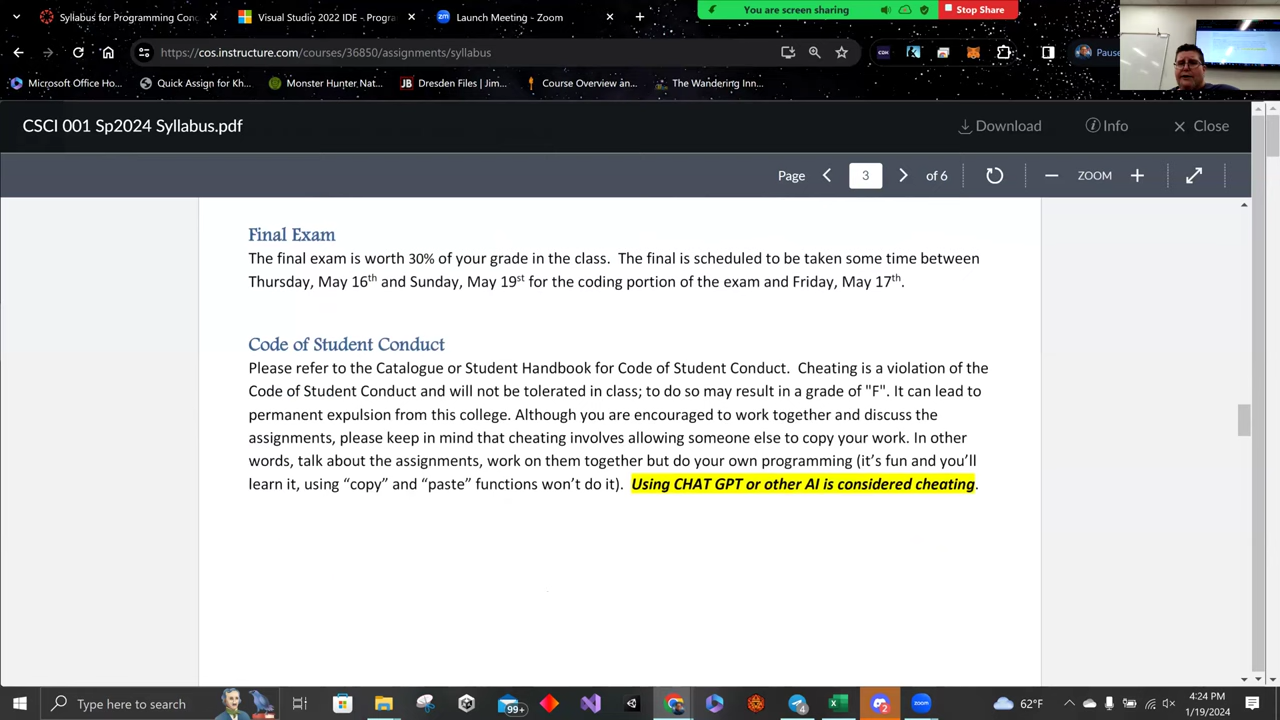 Syllabus for Programming Conc
Visual Studio 2022 IDE - Progra
Launch Meeting - Zoom
You are screen sharing
Stop Share
https://cos.instructure.com/courses/36850/assignments/syllabus
Pause
Microsoft Office Ho...
Quick Assign for Kh...
Monster Hunter Nat...
Dresden Files
Course Overview an...
The Wandering Inn...
CSCI 001 Sp2024 Syllabus.pdf
Download
Info
Close
Page
3
of 6
ZOOM
Final Exam
The final exam is worth 30% of your grade in the class. The final is scheduled to be taken some time between
Thursday, May 16th and Sunday, May 19st for the coding portion of the exam and Friday, May 17th.
Code of Student Conduct
Please refer to the Catalogue or Student Handbook for Code of Student Conduct. Cheating is a violation of the
Code of Student Conduct and will not be tolerated in class; to do so may result in a grade of "F". It can lead to
permanent expulsion from this college. Although you are encouraged to work together and discuss the
assignments, please keep in mind that cheating involves allowing someone else to copy your work. In other
words, talk about the assignments, work on them together but do your own programming (it’s fun and you’ll
learn it, using “copy” and “paste” functions won’t do it). Using CHAT GPT or other AI is considered cheating.
Type here to search
99+
4
2
zoom
62°F
4:24 PM
1/19/2024